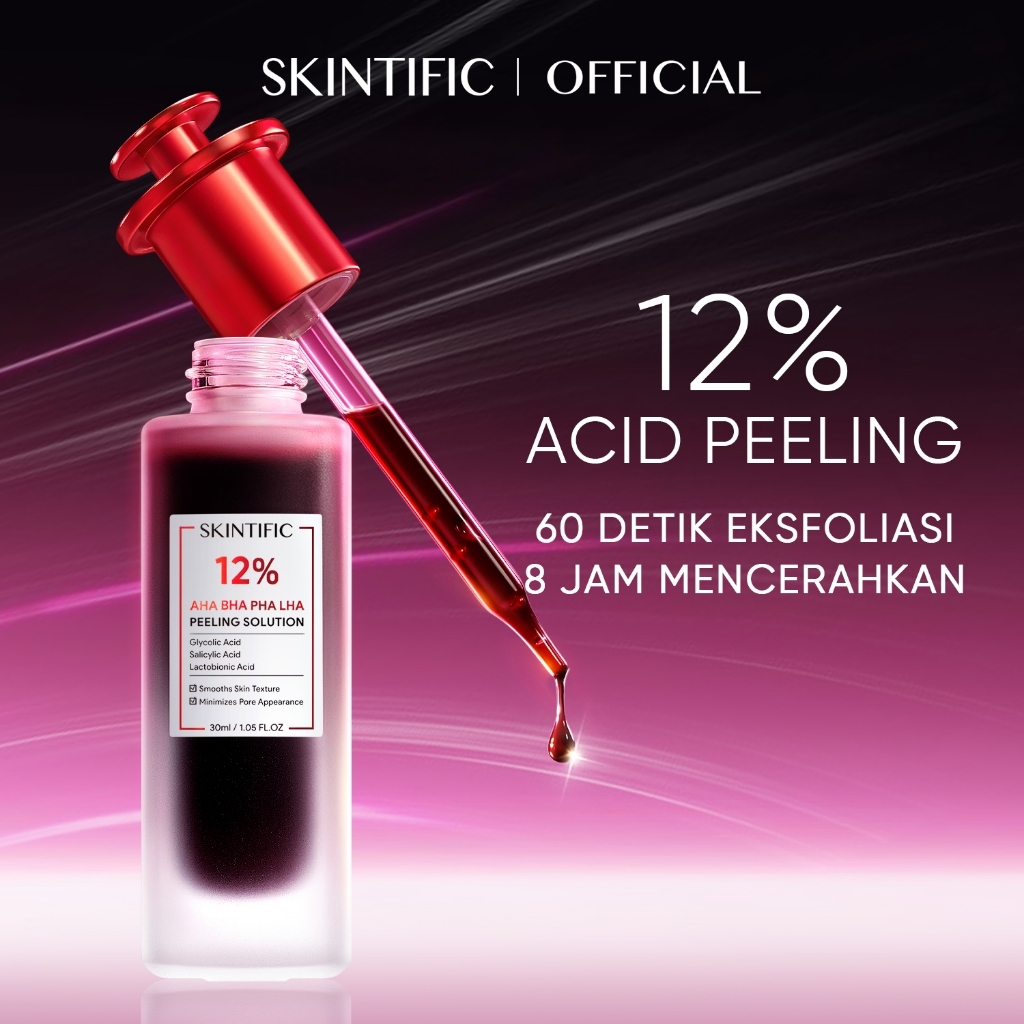 SKINTIFIC | OFFICIAL
12%
ACID PEELING
60 DETIK EKSFOLIASI
8 JAM MENCERAHKAN
SKINTIFIC
12%
AHA BHA PHA LHA
PEELING SOLUTION
Glycolic Acid
Salicylic Acid
Lactobionic Acid
☑ Smooths Skin Texture
☑ Minimizes Pore Appearance
30ml / 1.05 FL.OZ